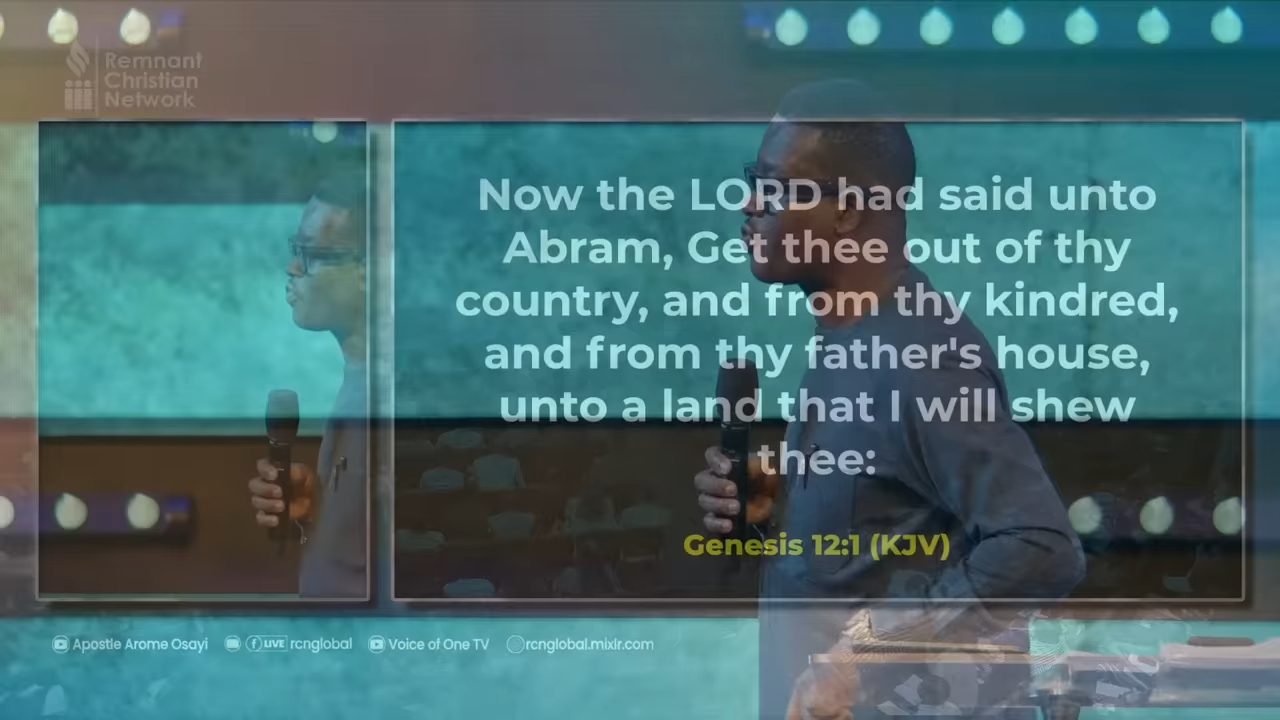 Remnant
Christian
Network
Now the LORD had said unto
Abram, Get thee out of thy
country, and from thy kindred,
and from thy father's house,
unto a land that I will shew
thee:
Genesis 12:1 (KJV)
Apostle Arome Osayi f LIVE rcnglobal Voice of One TV rcnglobal.mixlr.com